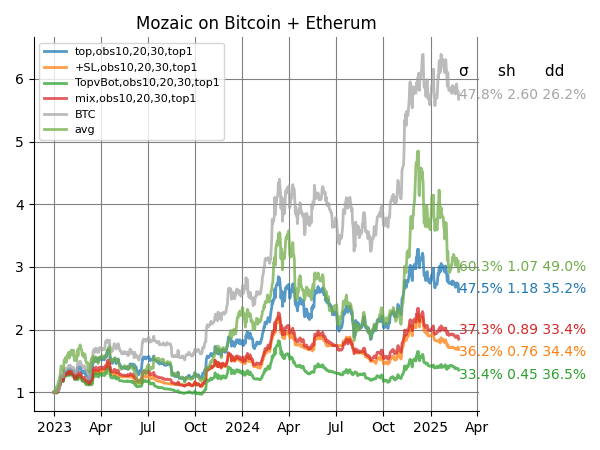 Mozaic on Bitcoin + Etherum
top,obs10,20,30,top1
+SL,obs10,20,30,top1
TopvBot,obs10,20,30,top1
mix,obs10,20,30,top1
BTC
avg
σ sh dd
47.8% 2.60 26.2%
60.3% 1.07 49.0%
47.5% 1.18 35.2%
37.3% 0.89 33.4%
36.2% 0.76 34.4%
33.4% 0.45 36.5%
6
5
4
3
2
1
2023 Apr Jul Oct 2024 Apr Jul Oct 2025 Apr